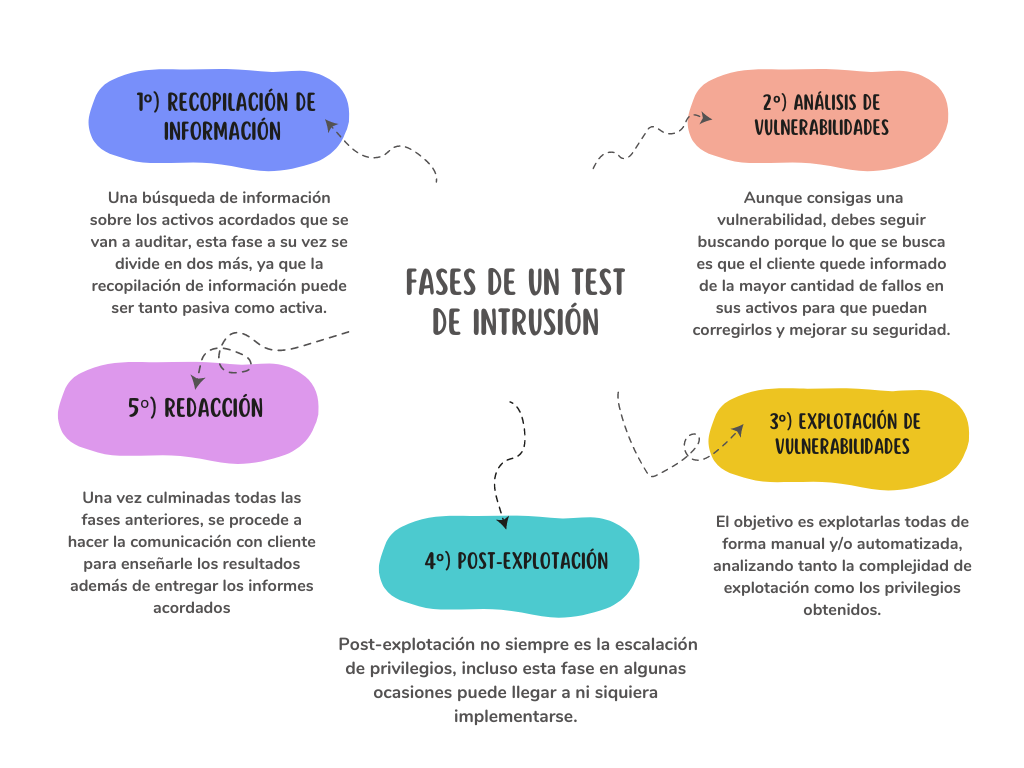 FASES DE UN TEST
DE INTRUSIÓN
1º) RECOPILACIÓN DE
INFORMACIÓN
Una búsqueda de información
sobre los activos acordados que se
van a auditar, esta fase a su vez se
divide en dos más, ya que la
recopilación de información puede
ser tanto pasiva como activa.
2º) ANÁLISIS DE
VULNERABILIDADES
Aunque consigas una
vulnerabilidad, debes seguir
buscando porque lo que se busca
es que el cliente quede informado
de la mayor cantidad de fallos en
sus activos para que puedan
corregirlos y mejorar su seguridad.
3º) EXPLOTACIÓN DE
VULNERABILIDADES
El objetivo es explotarlas todas de
forma manual y/o automatizada,
analizando tanto la complejidad de
explotación como los privilegios
obtenidos.
4º) POST-EXPLOTACIÓN
Post-explotación no siempre es la escalación
de privilegios, incluso esta fase en algunas
ocasiones puede llegar a ni siquiera
implementarse.
5º) REDACCIÓN
Una vez culminadas todas las
fases anteriores, se procede a
hacer la comunicación con cliente
para enseñarle los resultados
además de entregar los informes
acordados